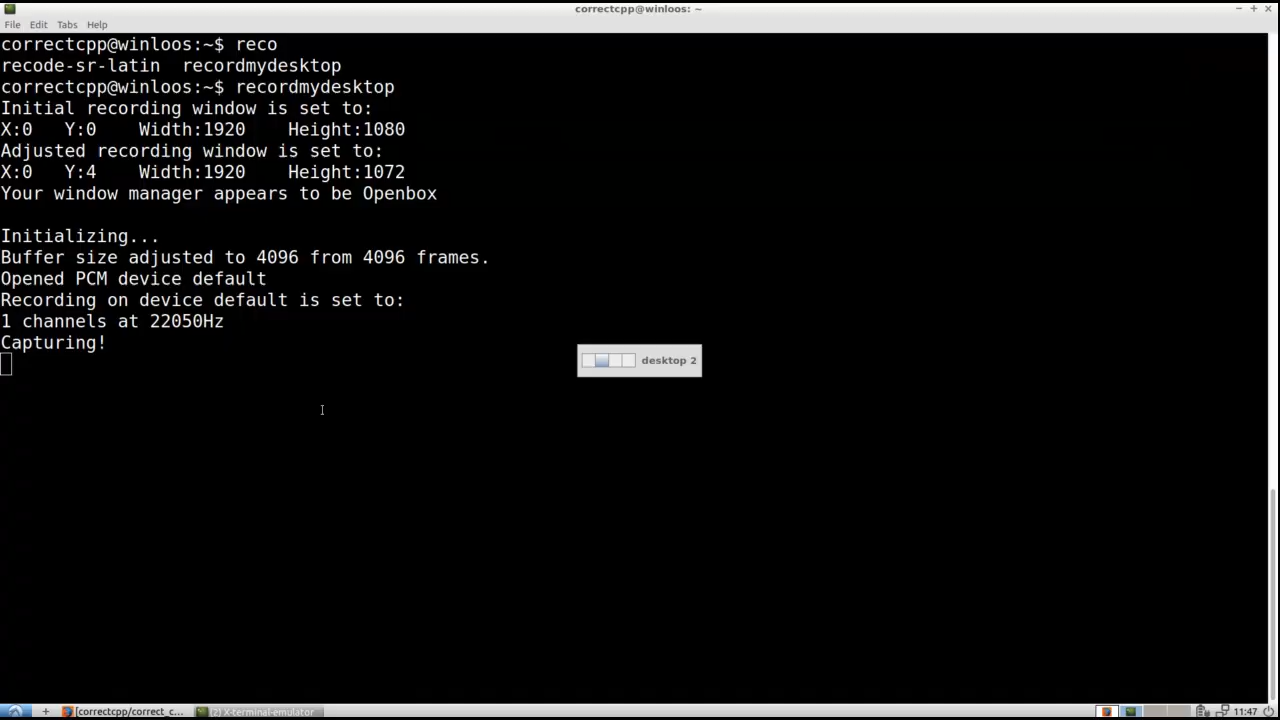 correctcpp@winloos: ~
File Edit Tabs Help
correctcpp@winloos:~$ reco
recode-sr-latin  recordmydesktop
correctcpp@winloos:~$ recordmydesktop
Initial recording window is set to:
X:0   Y:0    Width:1920    Height:1080
Adjusted recording window is set to:
X:0   Y:4    Width:1920    Height:1072
Your window manager appears to be Openbox
Initializing...
Buffer size adjusted to 4096 from 4096 frames.
Opened PCM device default
Recording on device default is set to:
1 channels at 22050Hz
Capturing!
desktop 2
[correctcpp/correct_c... (2) x-terminal-emulator 11:47